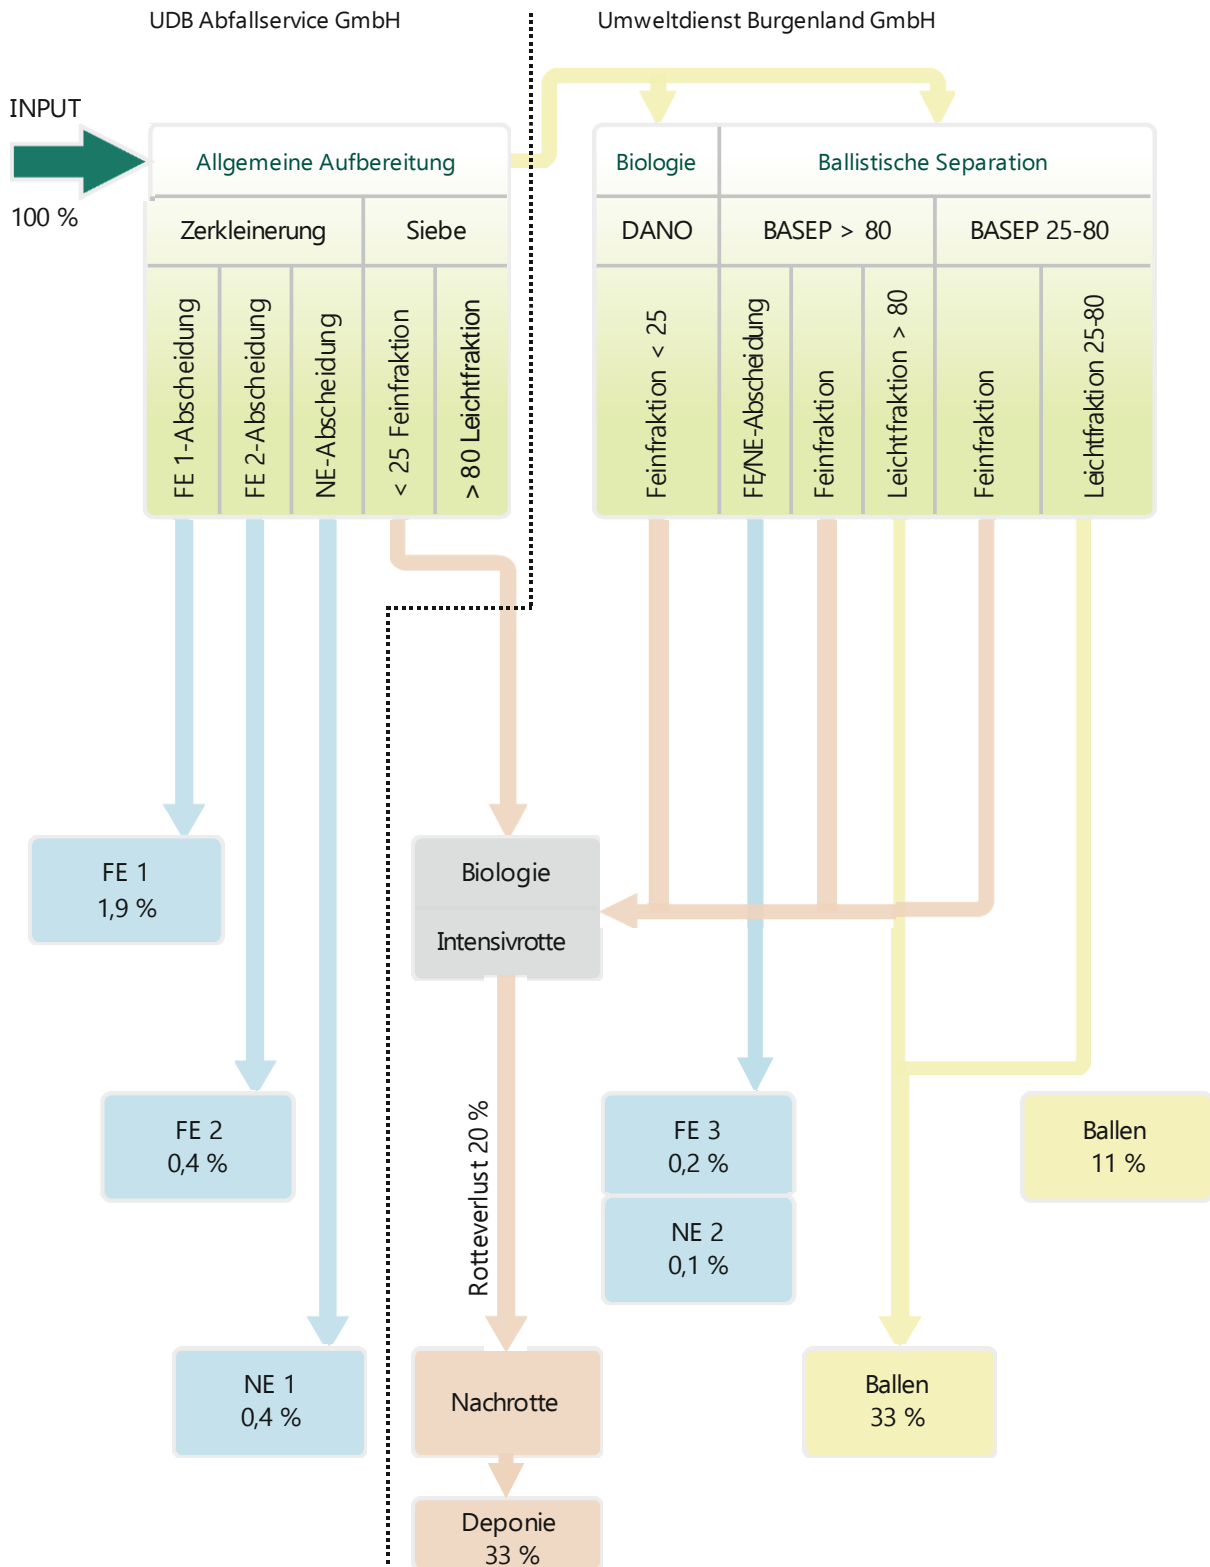 UDB Abfallservice GmbH
Umweltdienst Burgenland GmbH
INPUT
100 %
Allgemeine Aufbereitung
Zerkleinerung
Siebe
FE 1-Abscheidung
FE 2-Abscheidung
NE-Abscheidung
< 25 Feinfraktion
> 80 Leichtfraktion
Biologie
Ballistische Separation
DANO
BASEP > 80
BASEP 25-80
Feinfraktion < 25
FE/NE-Abscheidung
Feinfraktion
Leichtfraktion > 80
Feinfraktion
Leichtfraktion 25-80
FE 1
1,9 %
Biologie
Intensivrotte
FE 2
0,4 %
Rotteverlust 20 %
FE 3
0,2 %
NE 2
0,1 %
Ballen
11 %
NE 1
0,4 %
Nachrotte
Ballen
33 %
Deponie
33 %